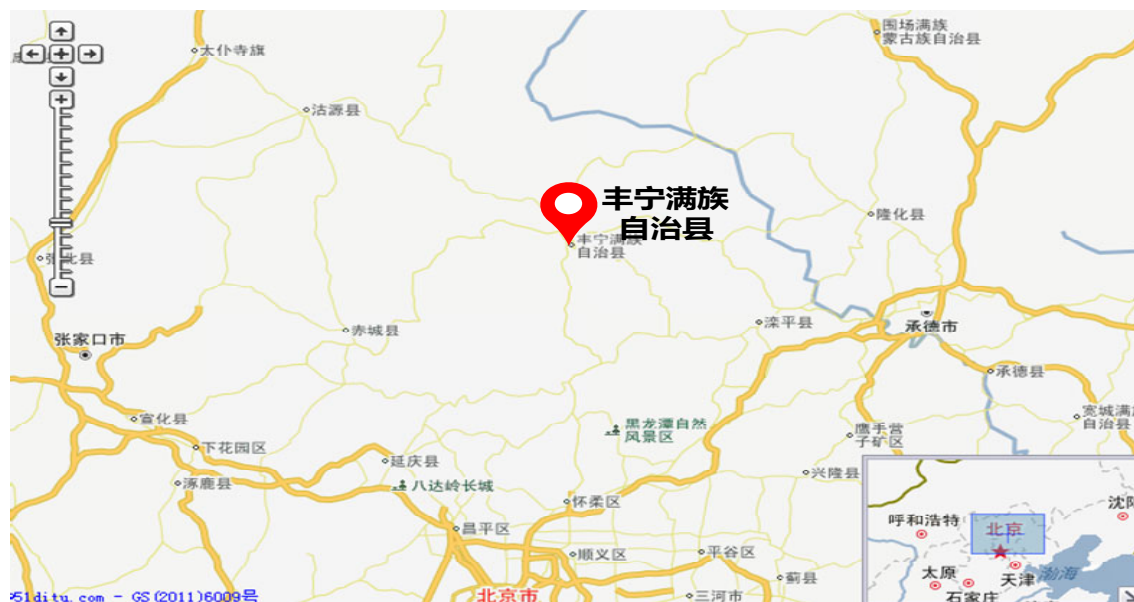 围场满族
蒙古族自治县
太仆寺旗
沽源县
丰宁满族
自治县
丰宁满族
自治县
隆化县
张北县
赤城县
滦平县
承德市
张家口市
承德县
宽城满族
自治县
宣化县
黑龙潭自然
风景区
鹰手营
子矿区
下花园区
延庆县
兴隆县
涿鹿县
八达岭长城
怀柔区
昌平区
顺义区
平谷区
蓟县
北京市
三河市
呼和浩特
北京
沈阳
太原
天津
渤海
石家庄
51ditu.com - GS(2011)6009号